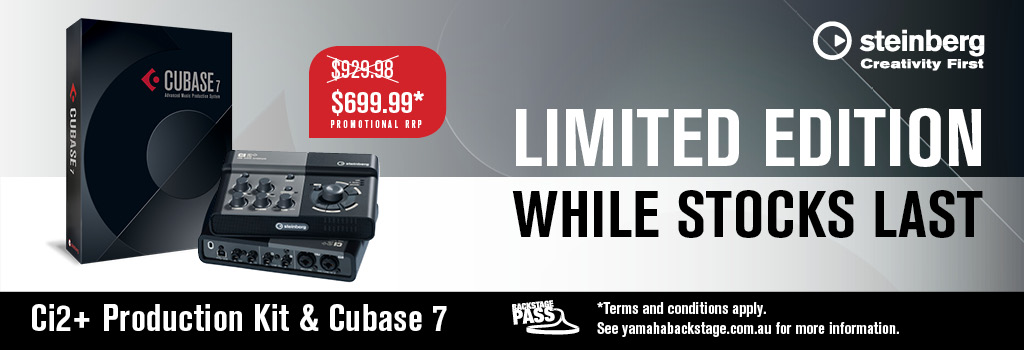 CUBASE 7
Advanced Music Production System
CUBASE 7
$929.98
$699.99*
PROMOTIONAL RRP
steinberg
Creativity First
LIMITED EDITION
WHILE STOCKS LAST
steinberg
Ci2+ Production Kit & Cubase 7
BACKSTAGE
PASS
*Terms and conditions apply.
See yamahabackstage.com.au for more information.